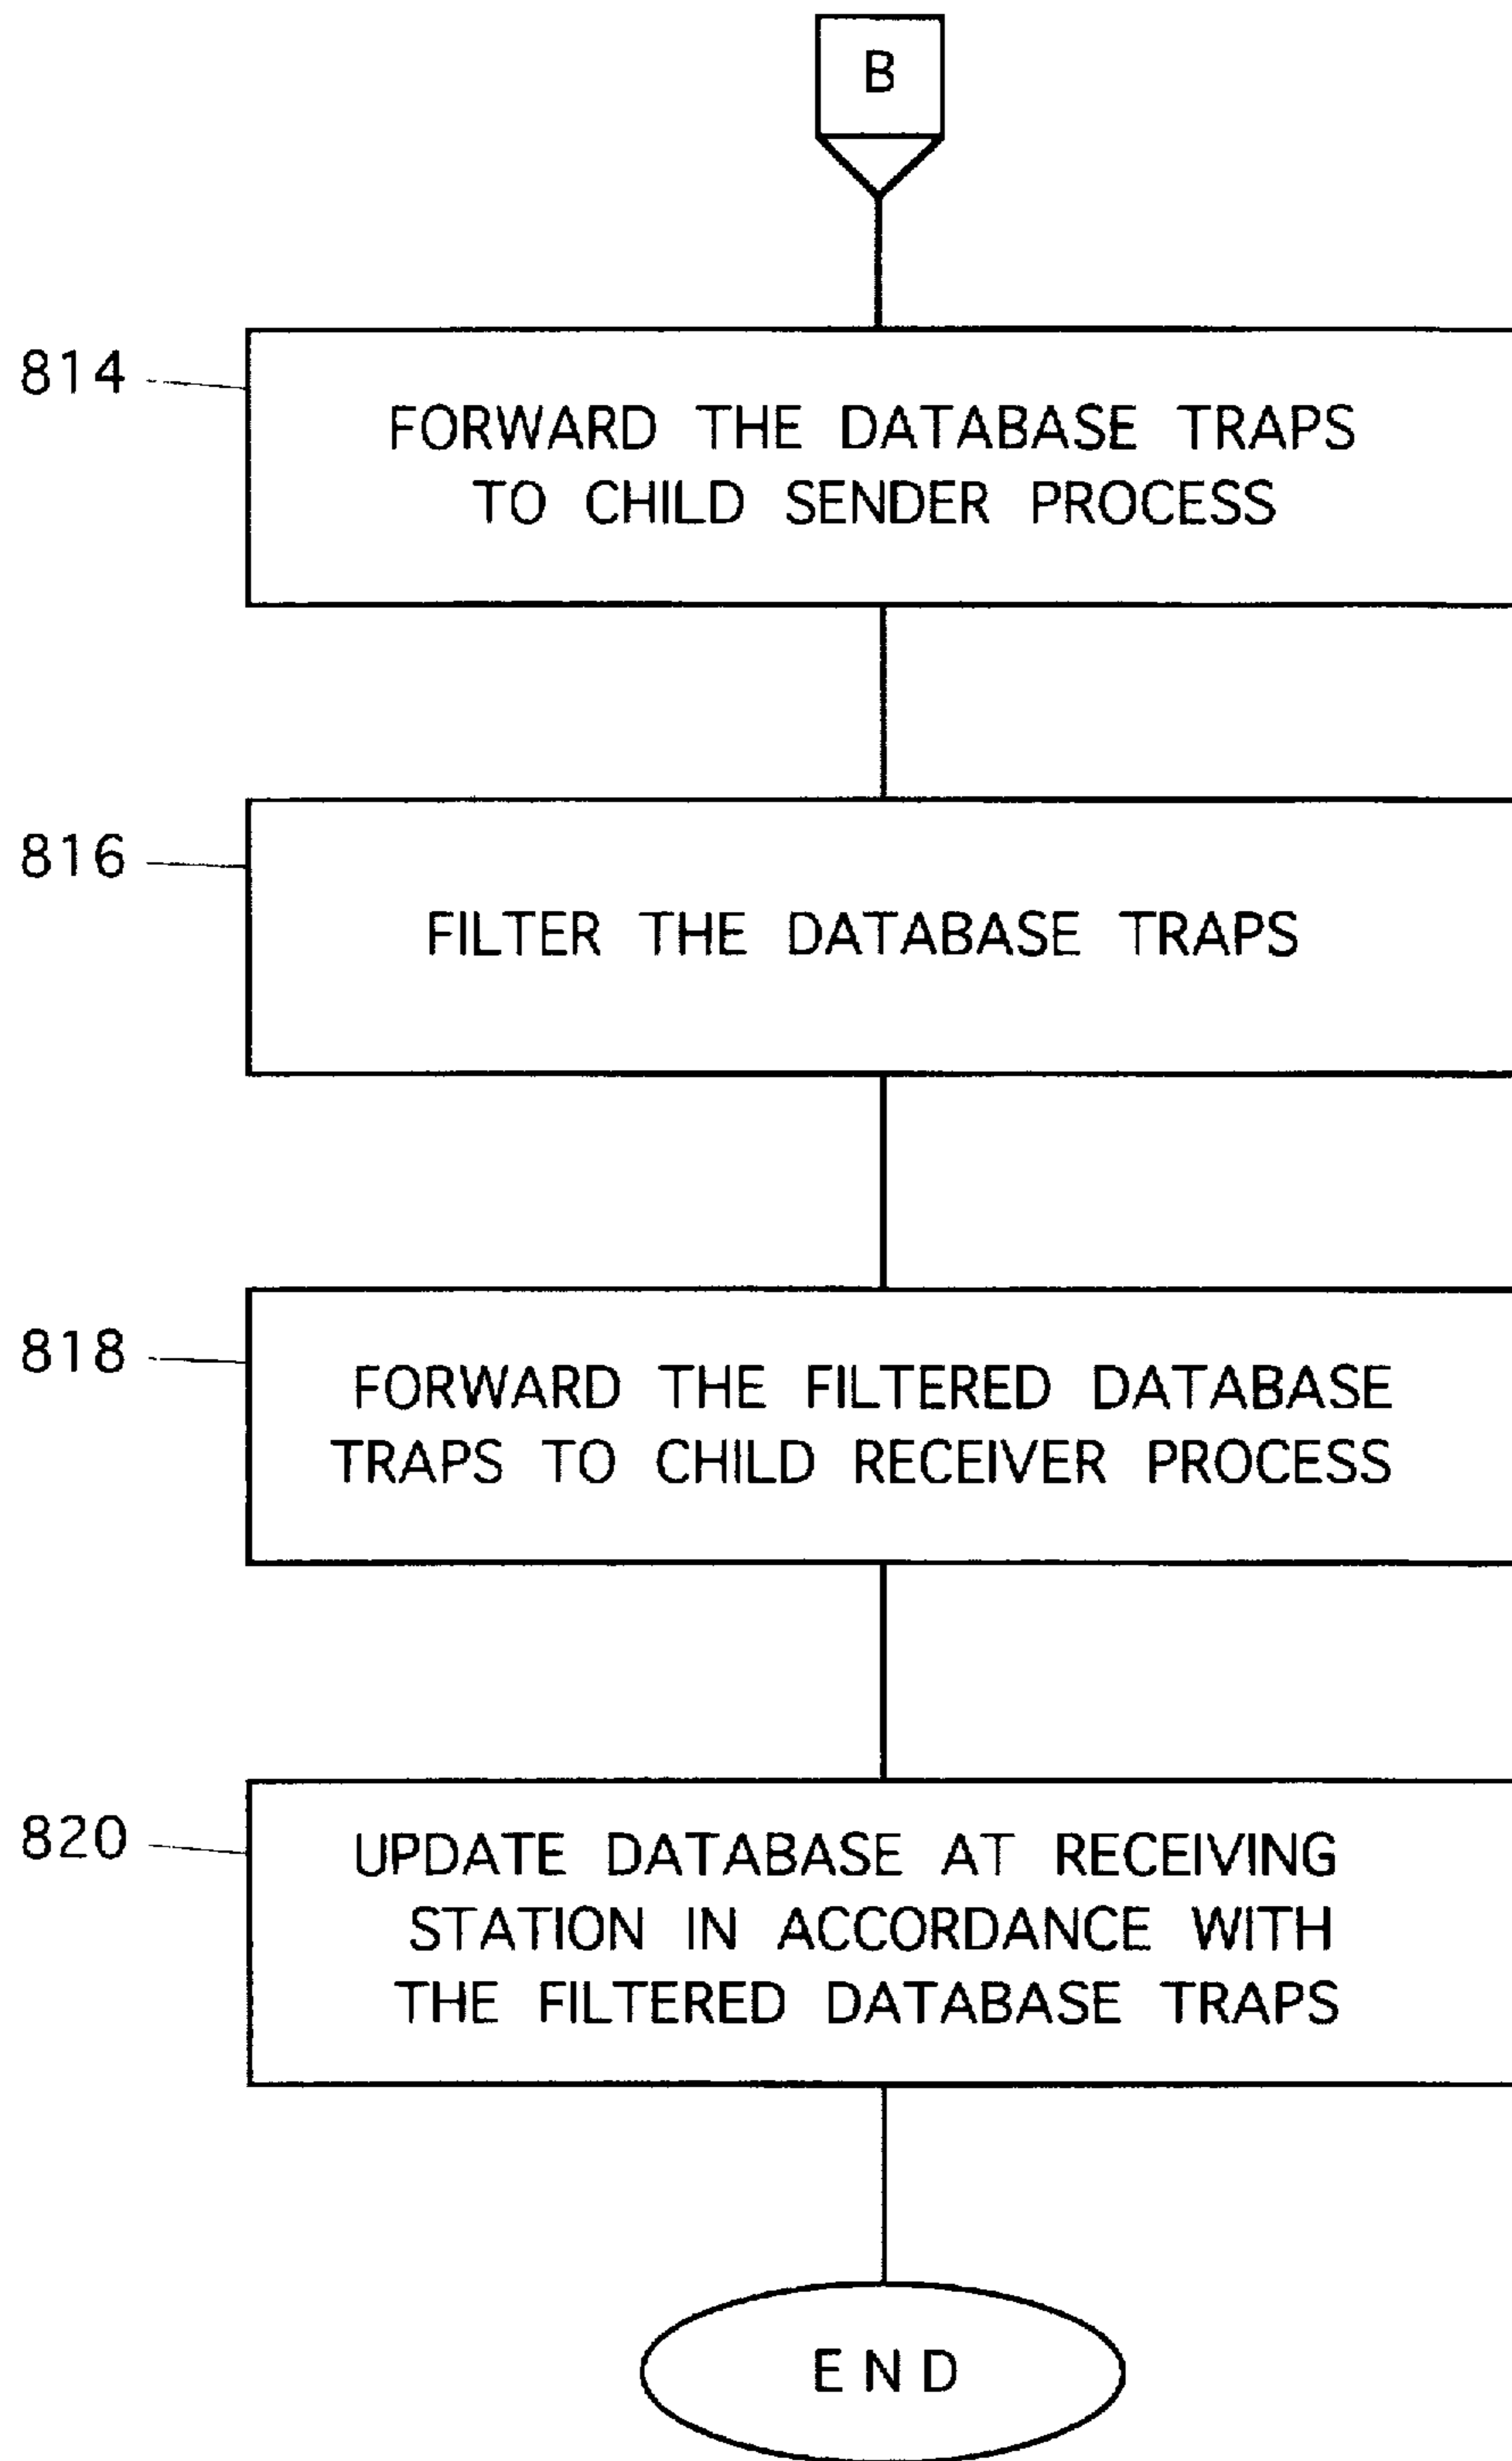 B
814
FORWARD THE DATABASE TRAPS
TO CHILD SENDER PROCESS
816
FILTER THE DATABASE TRAPS
818
FORWARD THE FILTERED DATABASE
TRAPS TO CHILD RECEIVER PROCESS
820
UPDATE DATABASE AT RECEIVING
STATION IN ACCORDANCE WITH
THE FILTERED DATABASE TRAPS
END